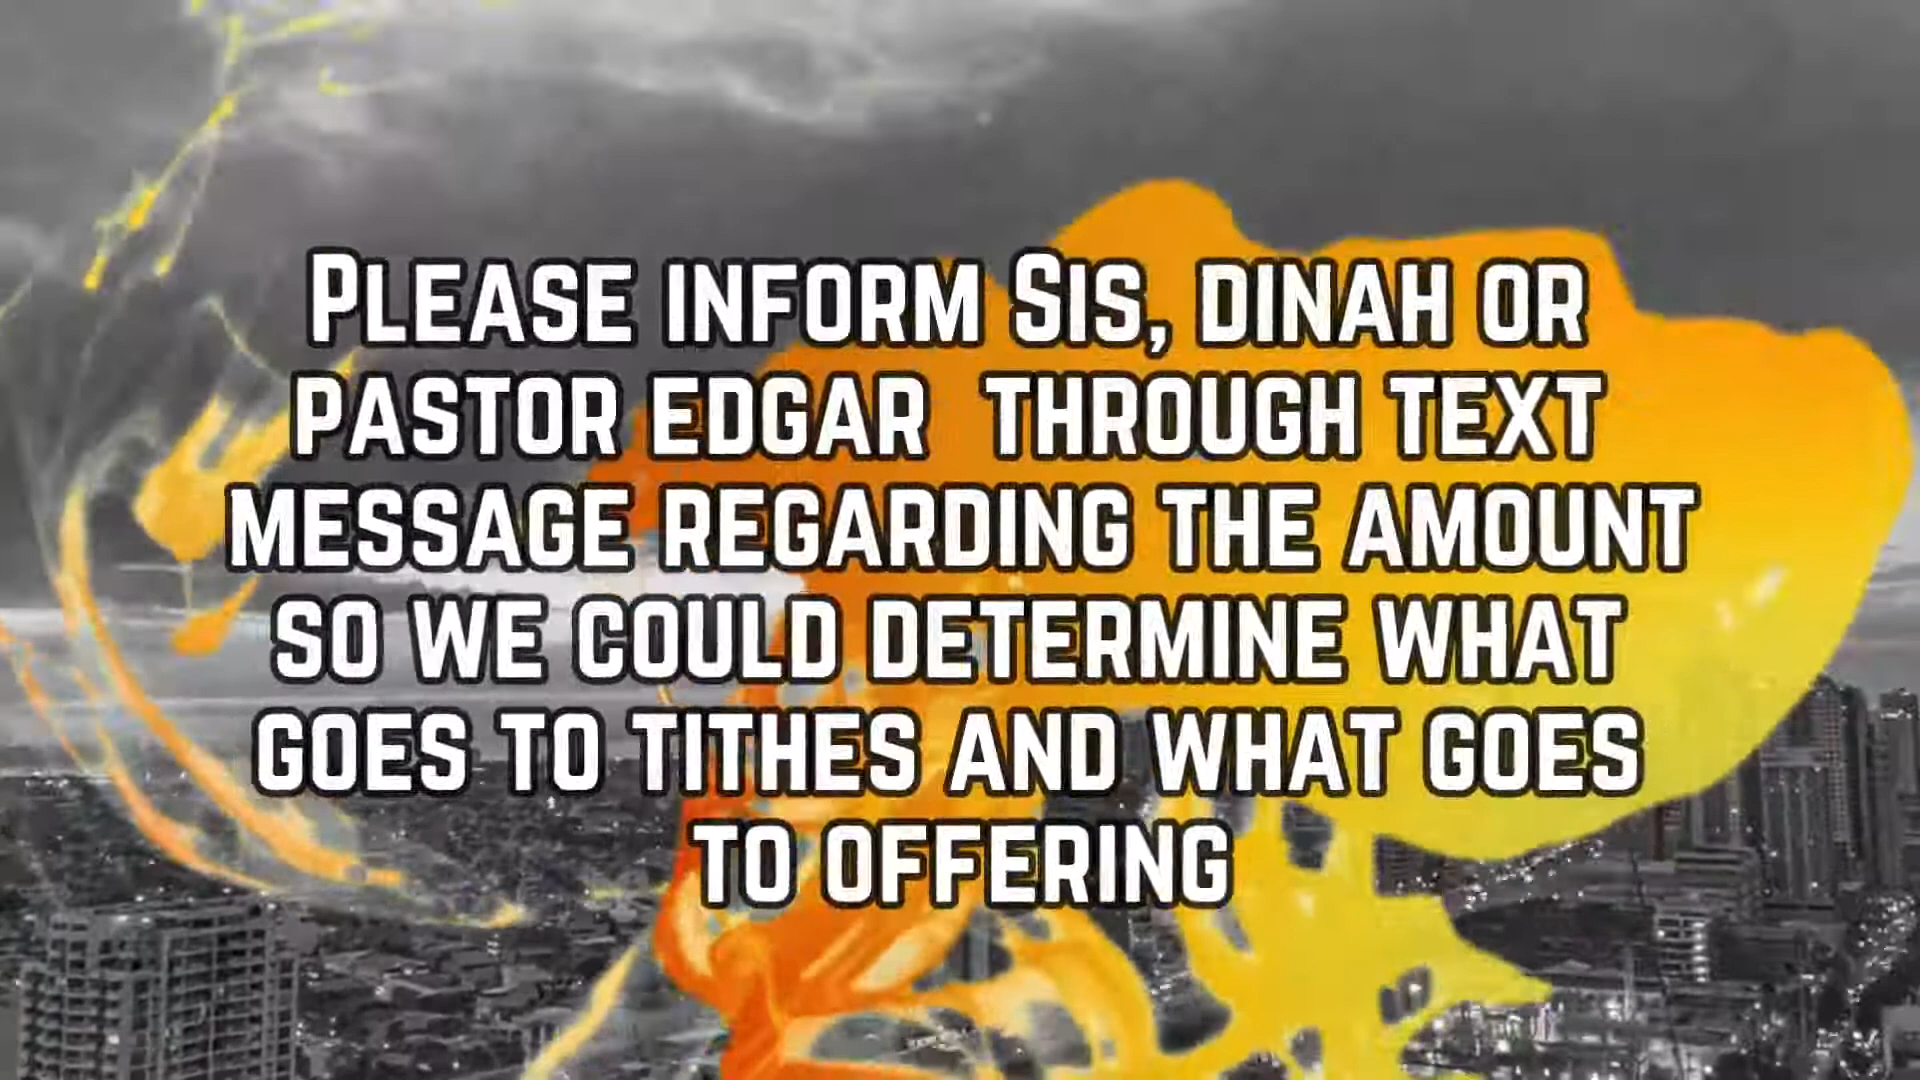 Please inform Sis, dinah or
pastor edgar  through text
message regarding the amount
so we could determine what
goes to tithes and what goes
to offering